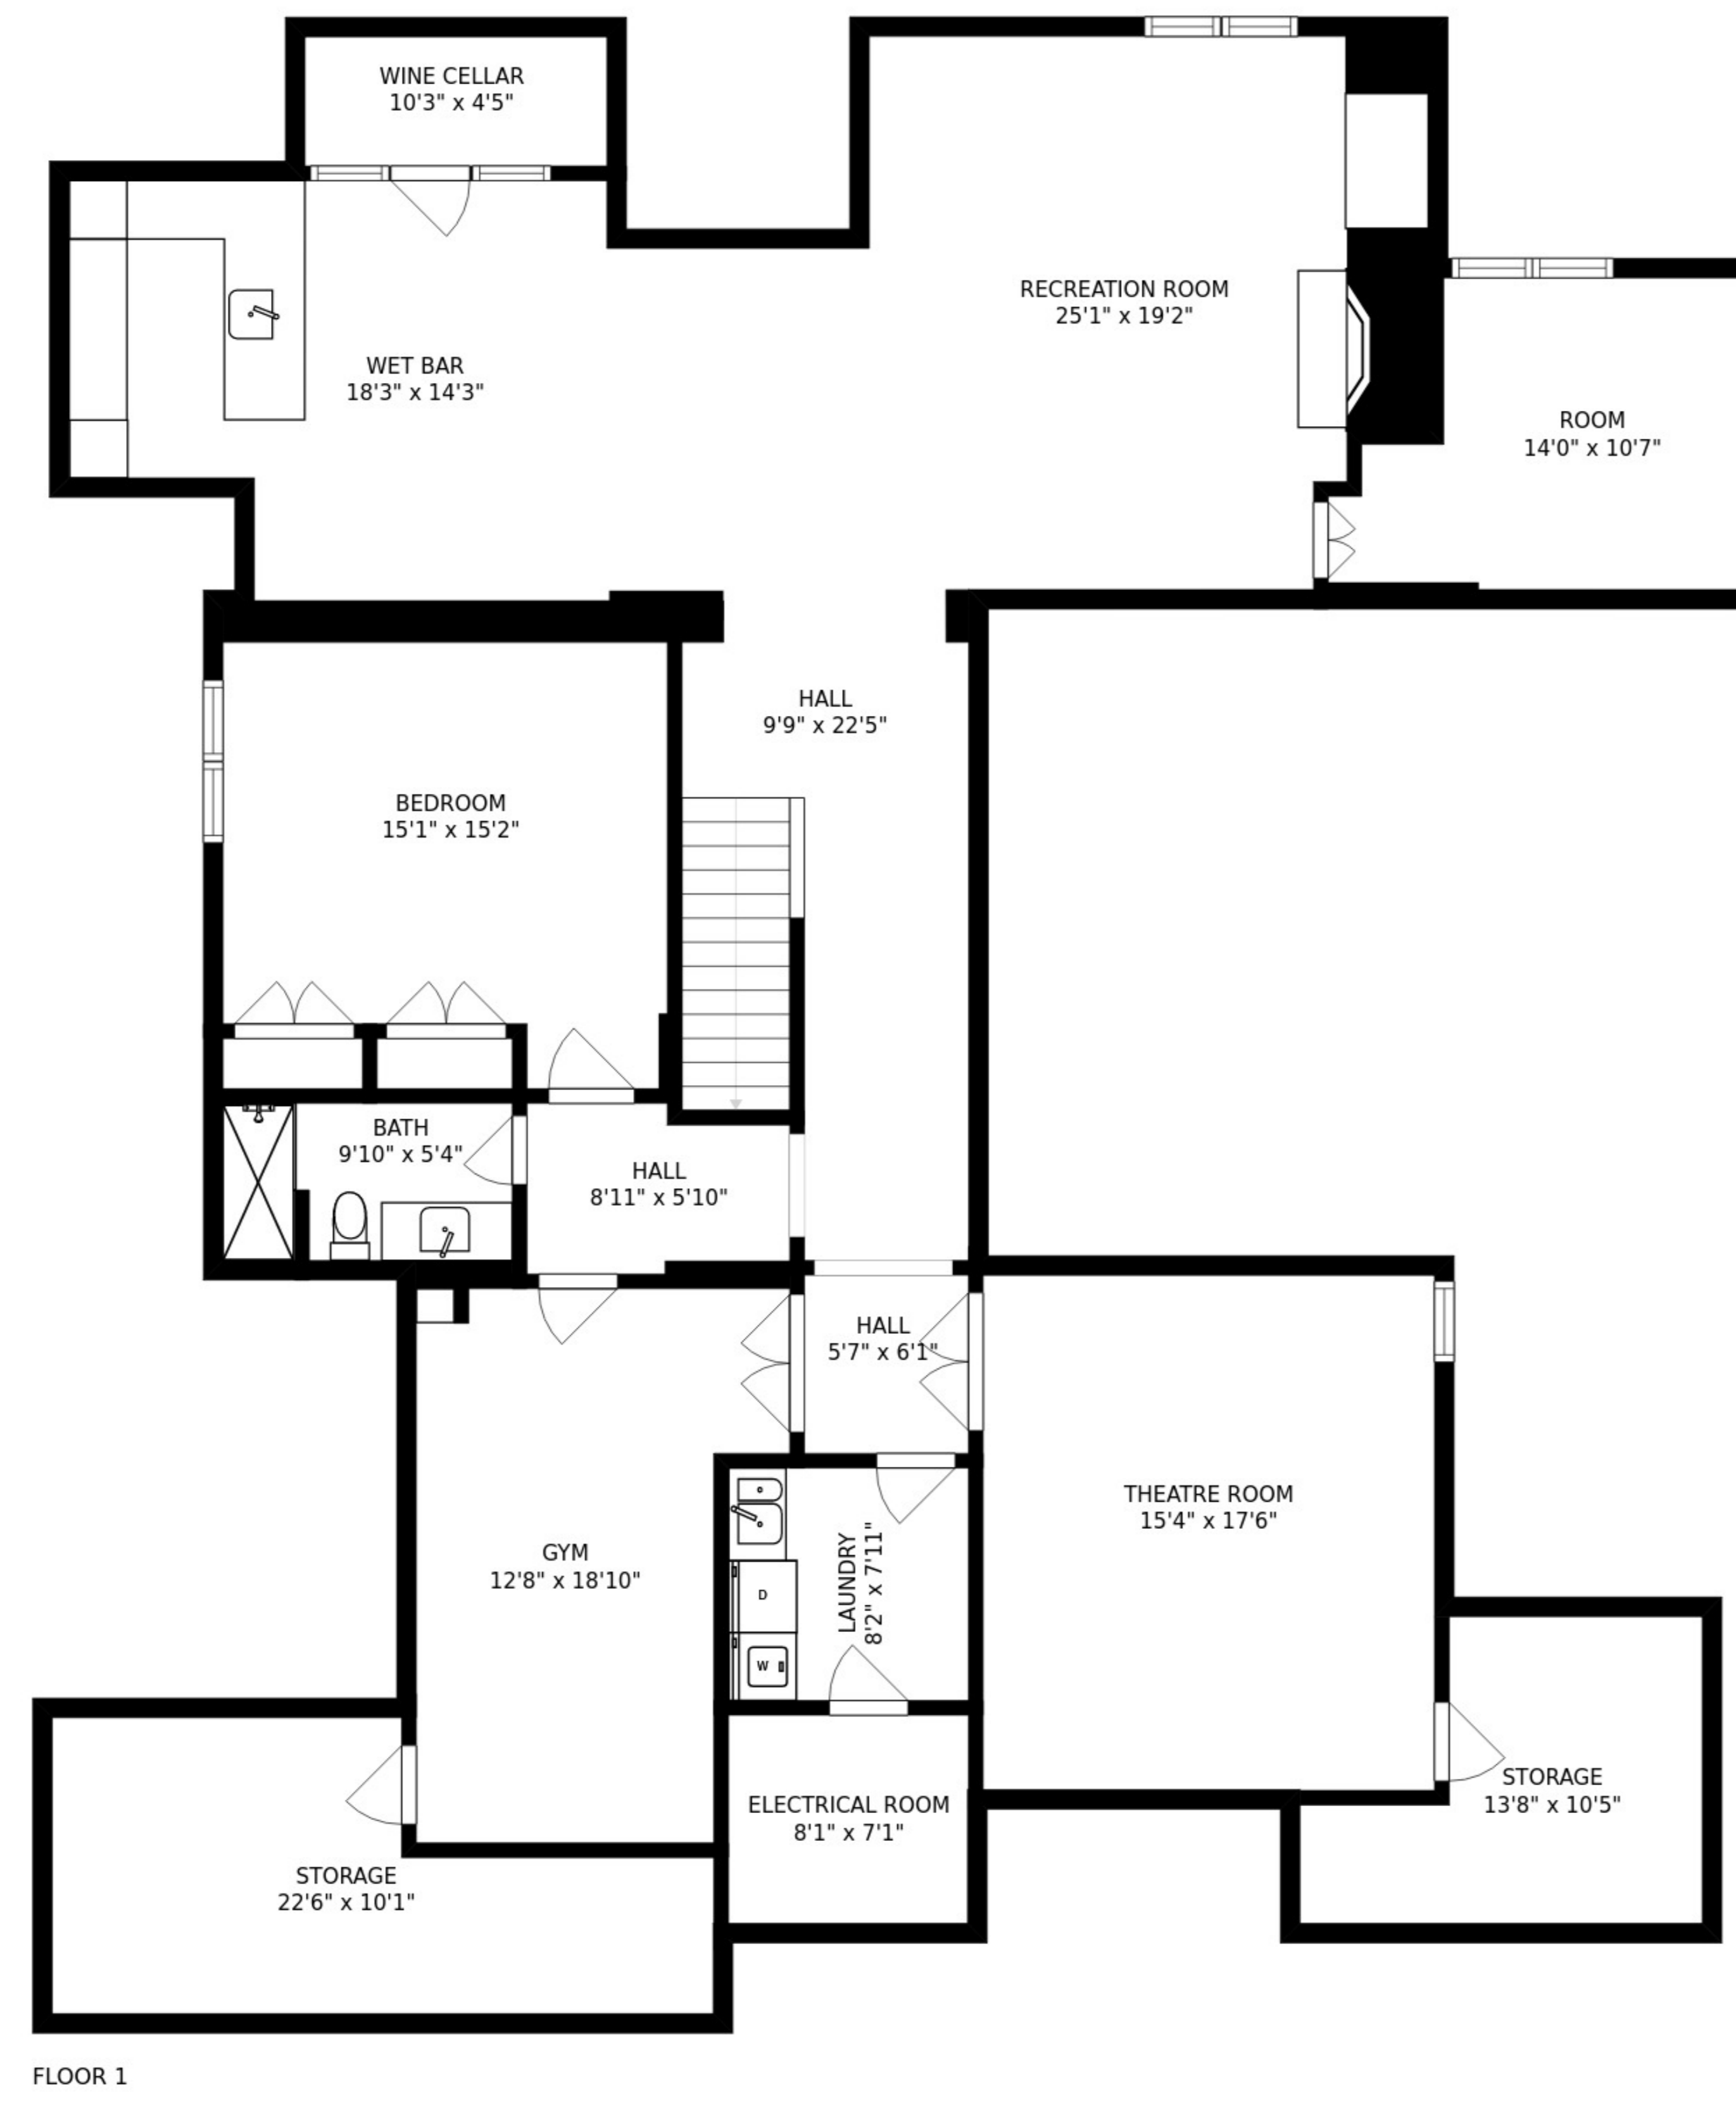 WINE CELLAR
10'3" x 4'5"
RECREATION ROOM
25'1" x 19'2"
WET BAR
18'3" x 14'3"
ROOM
14'0" x 10'7"
HALL
9'9" x 22'5"
BEDROOM
15'1" x 15'2"
BATH
9'10" x 5'4"
HALL
8'11" x 5'10"
HALL
5'7" x 6'1"
THEATRE ROOM
15'4" x 17'6"
GYM
12'8" x 18'10"
LAUNDRY
8'2" x 7'11"
D
W
STORAGE
13'8" x 10'5"
ELECTRICAL ROOM
8'1" x 7'1"
STORAGE
22'6" x 10'1"
FLOOR 1